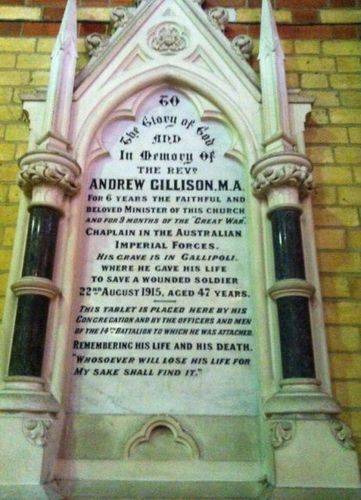 TO
The Glory of God
AND
In Memory of
THE REVD
ANDREW GILLISON, M.A.
FOR 6 YEARS THE FAITHFUL AND
BELOVED MINISTER OF THIS CHURCH
AND FOR 9 MONTHS OF THE "GREAT WAR"
CHAPLAIN IN THE AUSTRALIAN
IMPERIAL FORCES.
HIS GRAVE IS IN GALLIPOLI.
WHERE HE GAVE HIS LIFE
TO SAVE A WOUNDED SOLDIER
22ND AUGUST 1915, AGED 47 YEARS.
THIS TABLET IS PLACED HERE BY HIS
CONGREGATION AND BY THE OFFICERS AND MEN
OF THE 14TH BATTALION TO WHICH HE WAS ATTACHED.
REMEMBERING HIS LIFE AND HIS DEATH.
"WHOSOEVER WILL LOSE HIS LIFE FOR
MY SAKE SHALL FIND IT."